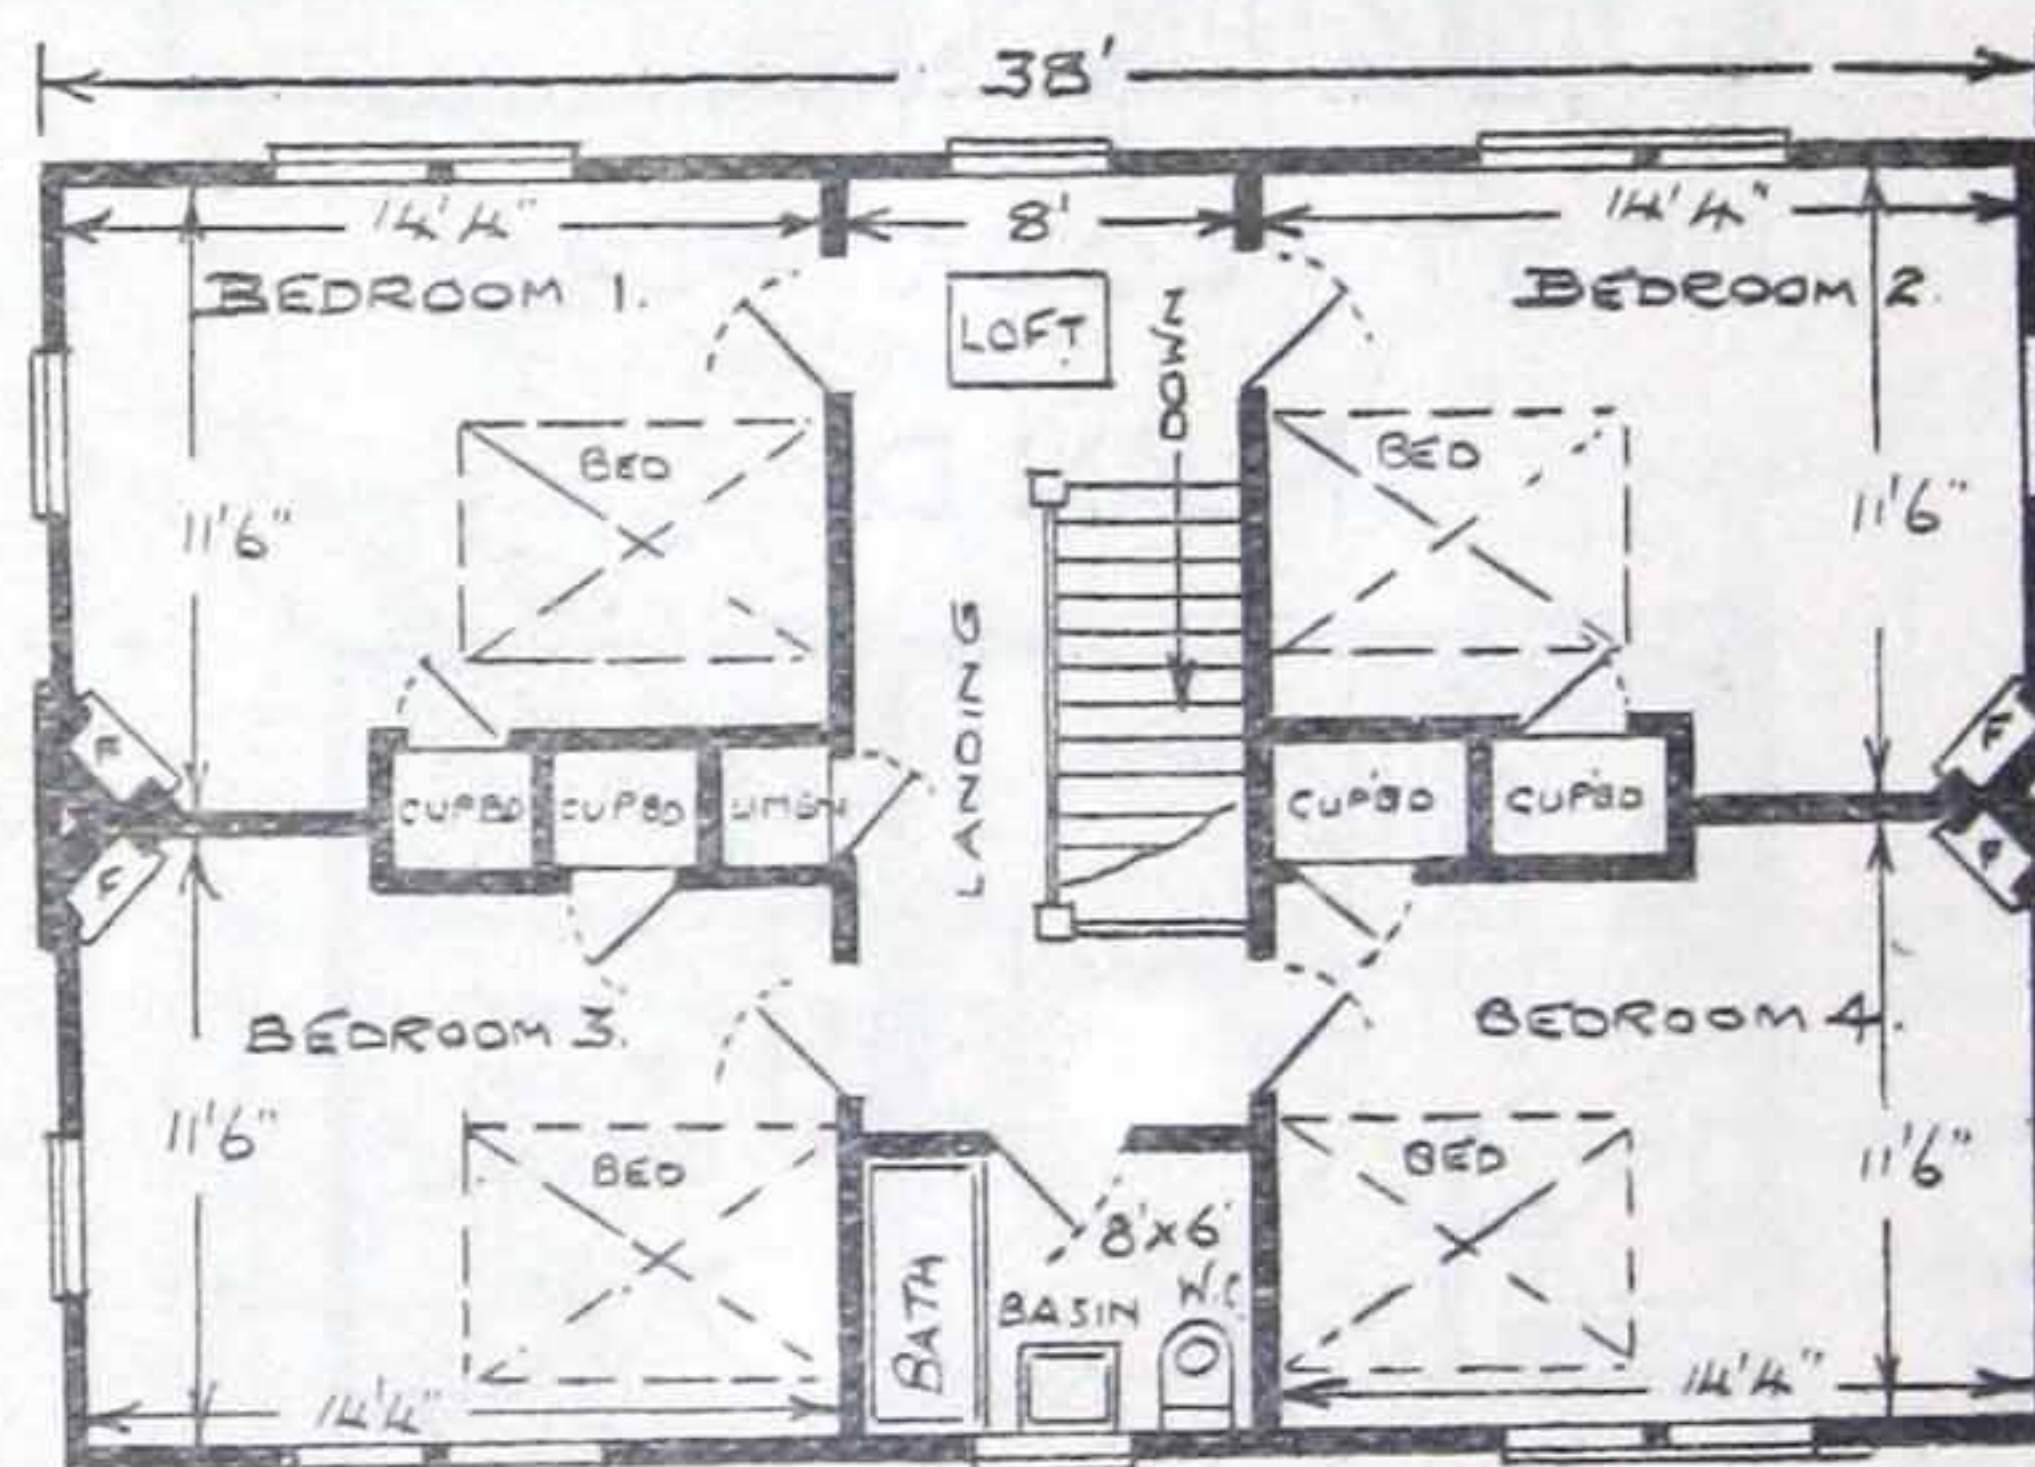 38'
14'4" 8' 14'4"
BEDROOM 1. BEDROOM 2.
LOFT
DOWN
BED BED
11'6" 11'6"
LANDING
F F
CUPBD CUPBD LINEN CUPBD CUPBD
F F
BEDROOM 3. BEDROOM 4.
11'6" 11'6"
BED BED
8'x6'
BATH BASIN W.C.
14'4" 14'4"